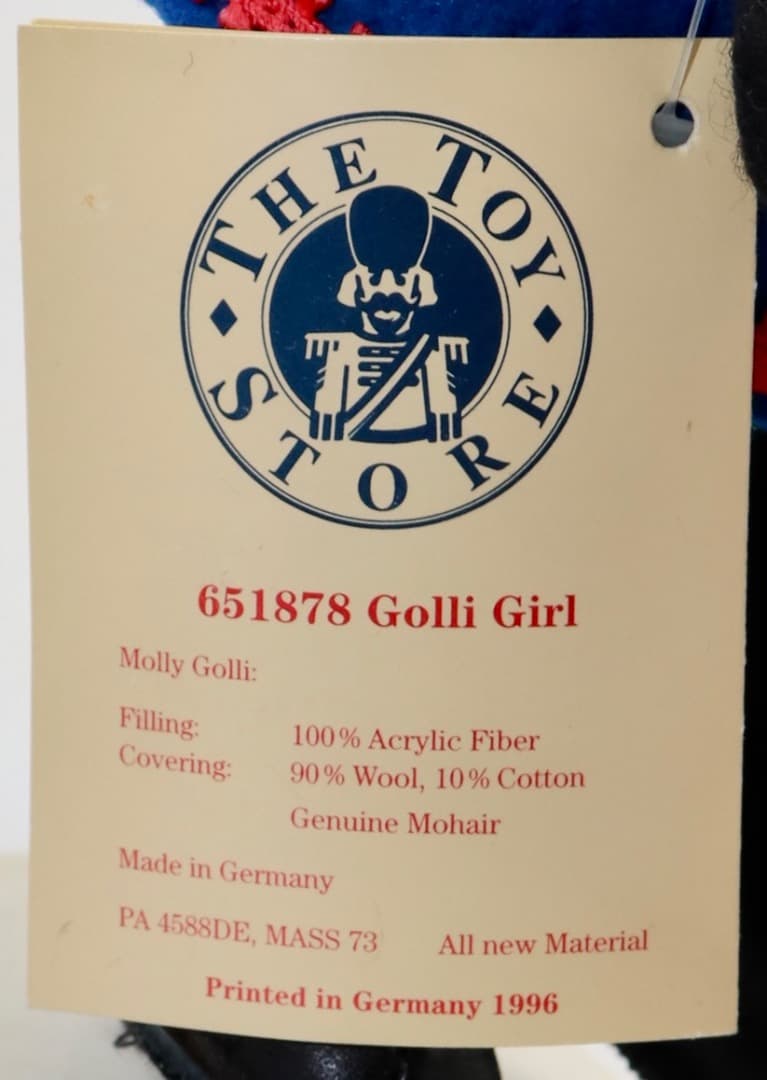 THE TOY
STORE
651878 Golli Girl
Molly Golli:
Filling: 100% Acrylic Fiber
Covering: 90% Wool, 10% Cotton
Genuine Mohair
Made in Germany
PA 4588DE, MASS 73 All new Material
Printed in Germany 1996